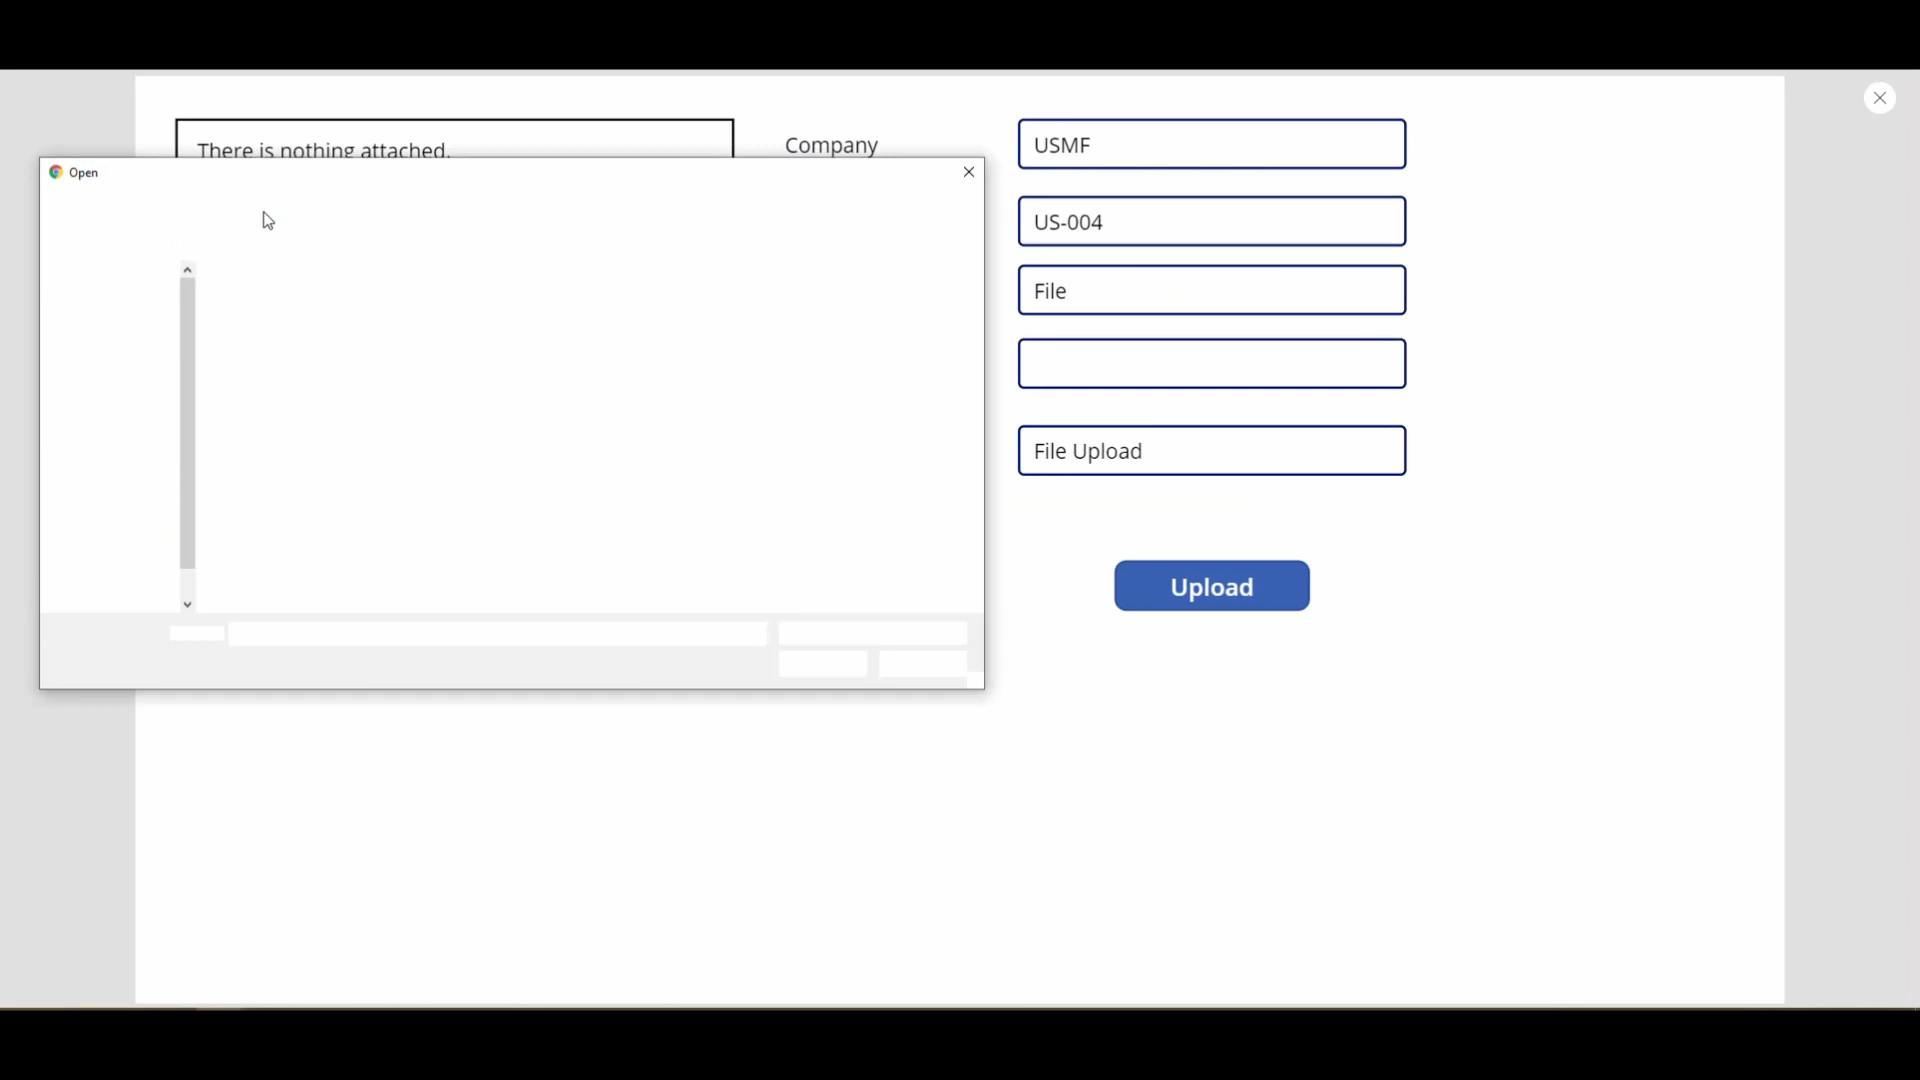 There is nothing attached.
Company
USMF
Open
US-004
File
File Upload
Upload